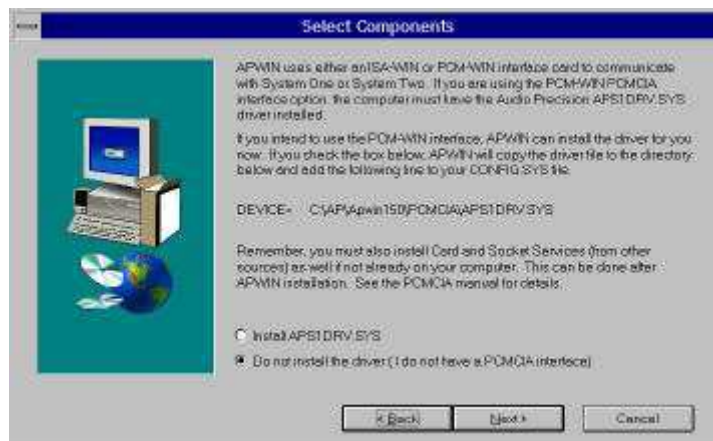 Select Components
APWIN uses either an ISA-WIN or PCM-WIN interface card to communicate
with System One or System Two. If you are using the PCM-WIN PCMCIA
interface option, the computer must have the Audio Precision APS1DRV.SYS
driver installed.
If you intend to use the PCM-WIN interface, APWIN can install the driver for you
now. If you check the box below, APWIN will copy the driver file to the directory
below and add the following line to your CONFIG.SYS file.
DEVICE= C:\AP\Apwin150\PCMCIA\APS1DRV.SYS
Remember, you must also install Card and Socket Services (from other
sources) as well if not already on your computer. This can be done after
APWIN installation. See the PCMCIA manual for details.
Install APS1DRV.SYS
Do not install the driver ( I do not have a PCMCIA interface)
< Back Next > Cancel